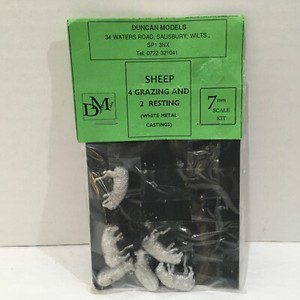 DUNCAN MODELS
34 WATERS ROAD, SALISBURY, WILTS.,
SP1 3NX
Tel: 0722 321041
SHEEP
4 GRAZING AND
2 RESTING
(WHITE METAL
CASTINGS)
DM
7mm
SCALE
KIT